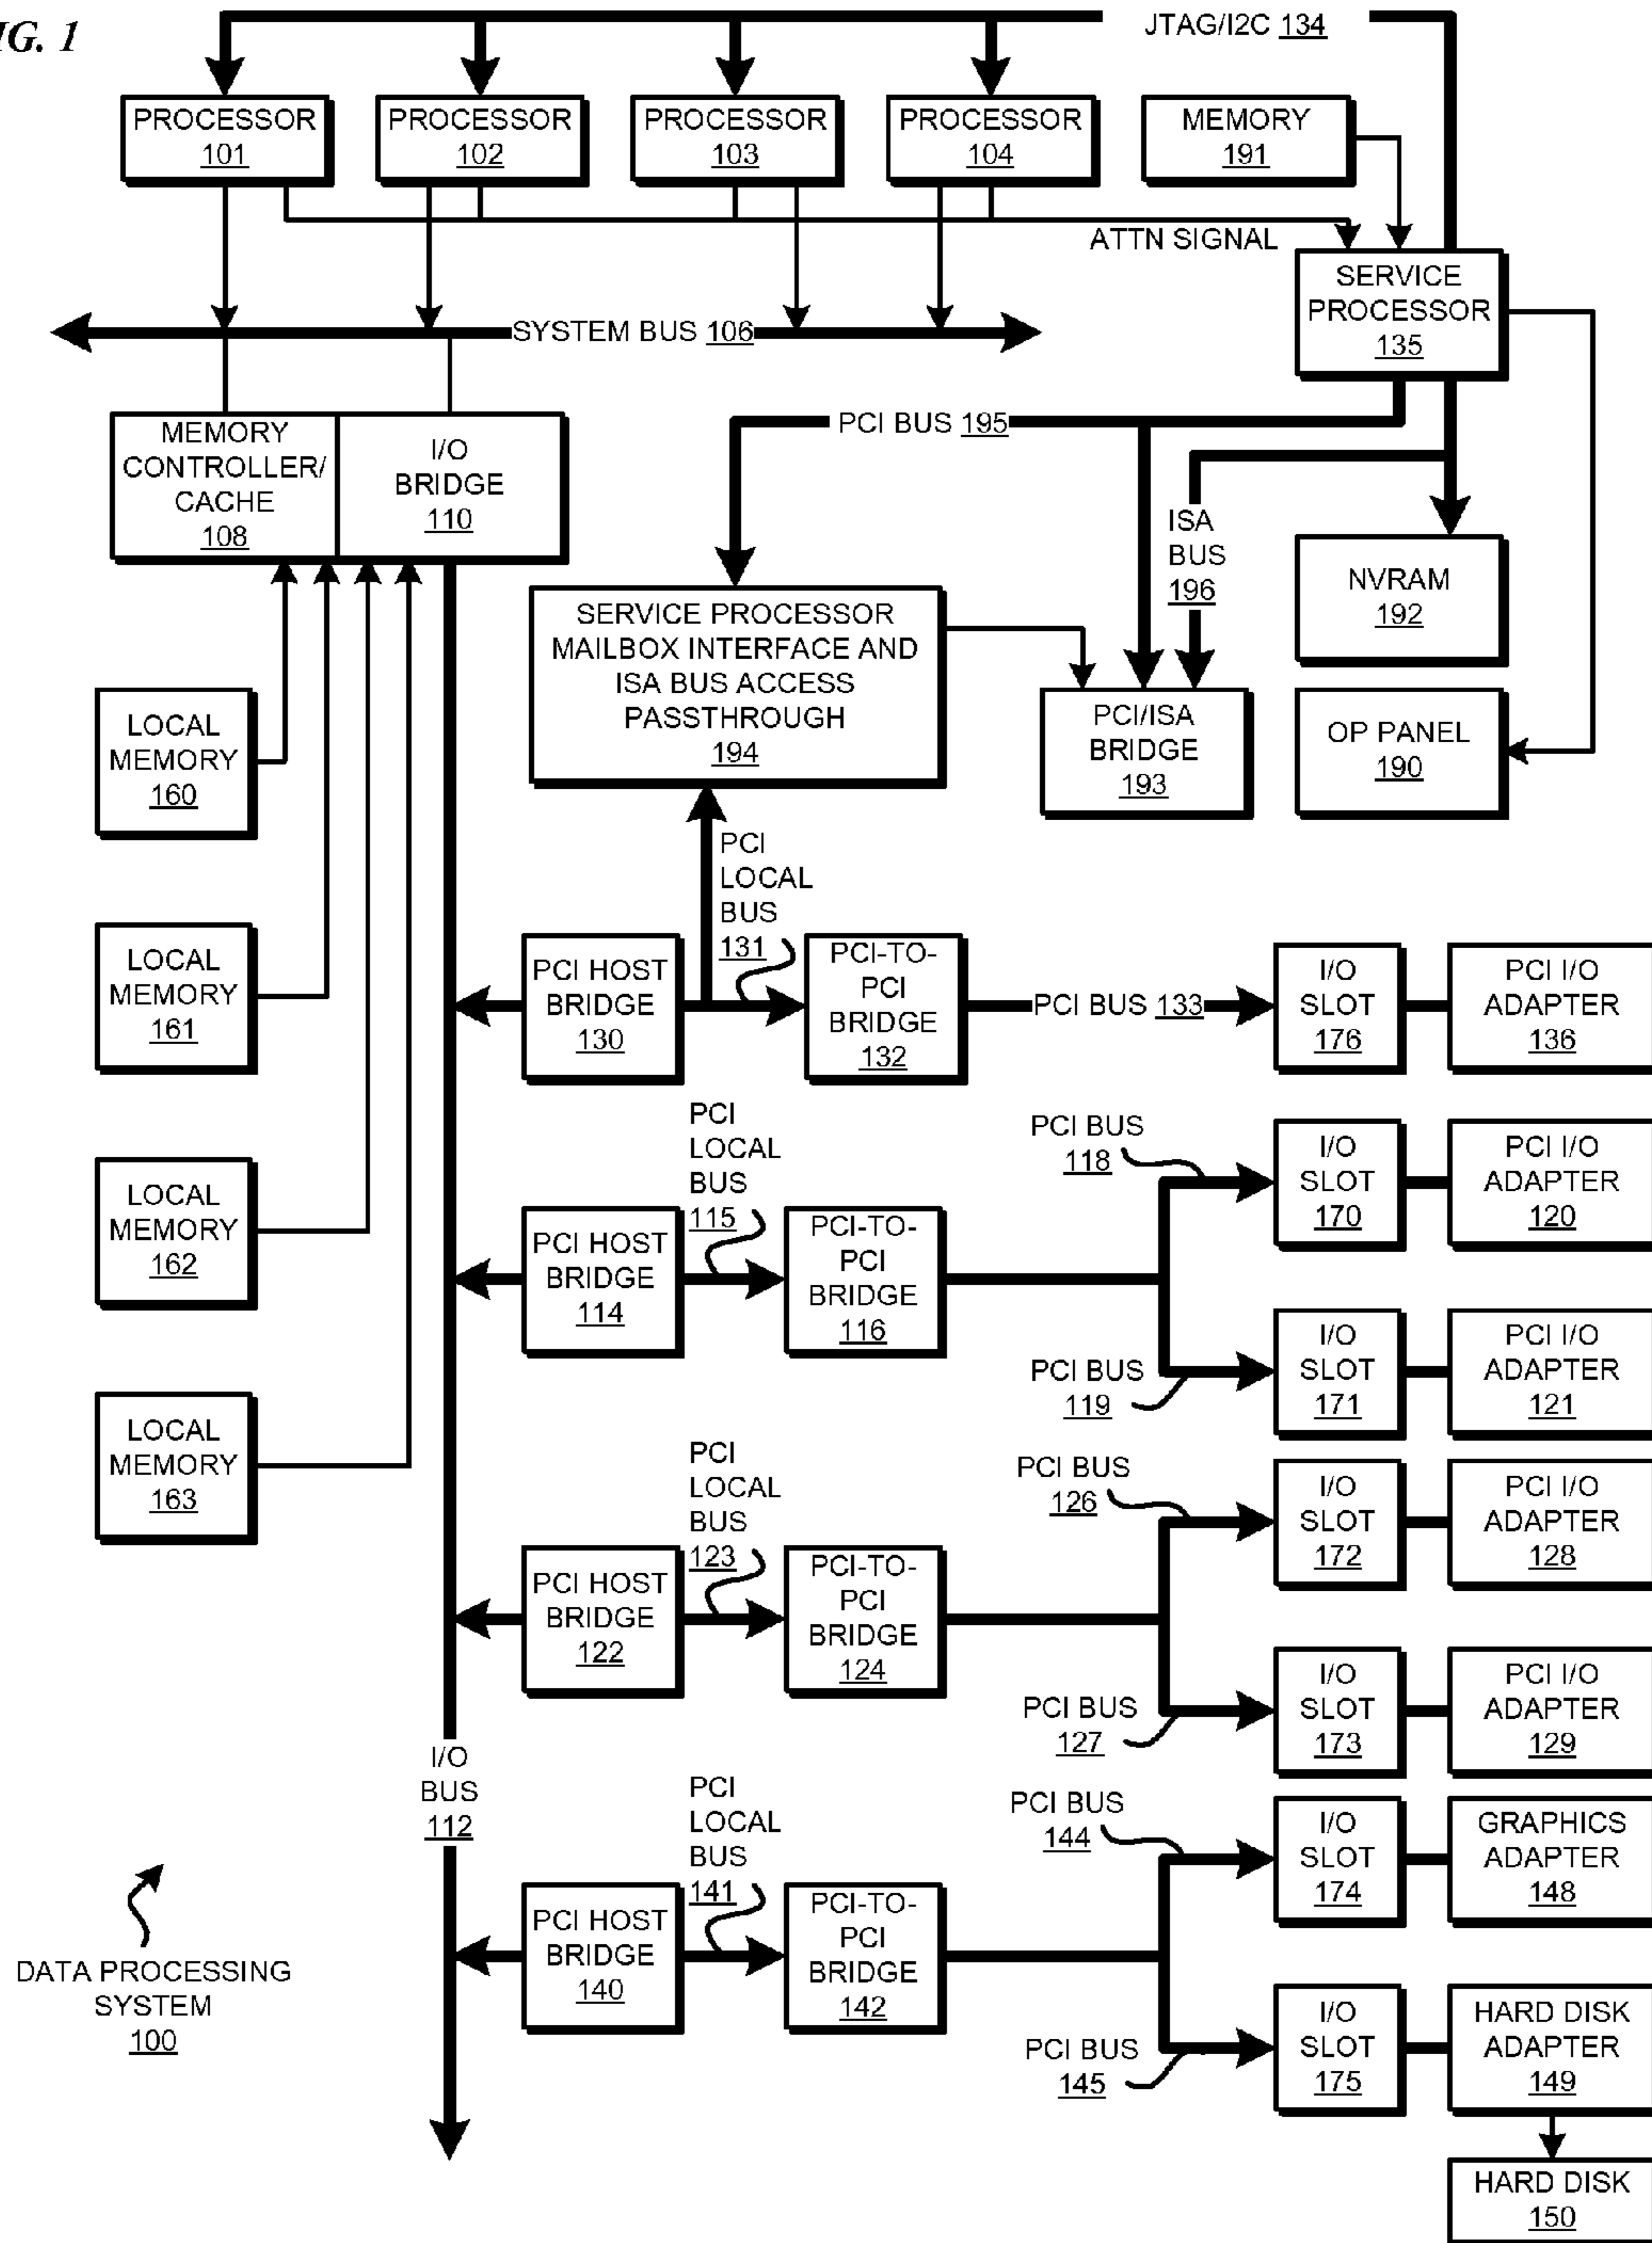 IG. 1
JTAG/I2C 134
PROCESSOR
101
PROCESSOR
102
PROCESSOR
103
PROCESSOR
104
MEMORY
191
ATTN SIGNAL
SERVICE
PROCESSOR
135
SYSTEM BUS 106
MEMORY
CONTROLLER/
CACHE
108
I/O
BRIDGE
110
PCI BUS 195
ISA
BUS
196
NVRAM
192
SERVICE PROCESSOR
MAILBOX INTERFACE AND
ISA BUS ACCESS
PASSTHROUGH
194
PCI/ISA
BRIDGE
193
OP PANEL
190
LOCAL
MEMORY
160
LOCAL
MEMORY
161
LOCAL
MEMORY
162
LOCAL
MEMORY
163
PCI
LOCAL
BUS
131
PCI HOST
BRIDGE
130
PCI-TO-
PCI
BRIDGE
132
PCI BUS 133
I/O
SLOT
176
PCI I/O
ADAPTER
136
PCI
LOCAL
BUS
115
PCI HOST
BRIDGE
114
PCI-TO-
PCI
BRIDGE
116
PCI BUS
118
I/O
SLOT
170
PCI I/O
ADAPTER
120
PCI BUS
119
I/O
SLOT
171
PCI I/O
ADAPTER
121
PCI
LOCAL
BUS
123
PCI HOST
BRIDGE
122
PCI-TO-
PCI
BRIDGE
124
PCI BUS
126
I/O
SLOT
172
PCI I/O
ADAPTER
128
PCI BUS
127
I/O
SLOT
173
PCI I/O
ADAPTER
129
I/O
BUS
112
PCI
LOCAL
BUS
141
PCI HOST
BRIDGE
140
PCI-TO-
PCI
BRIDGE
142
PCI BUS
144
I/O
SLOT
174
GRAPHICS
ADAPTER
148
PCI BUS
145
I/O
SLOT
175
HARD DISK
ADAPTER
149
HARD DISK
150
DATA PROCESSING
SYSTEM
100